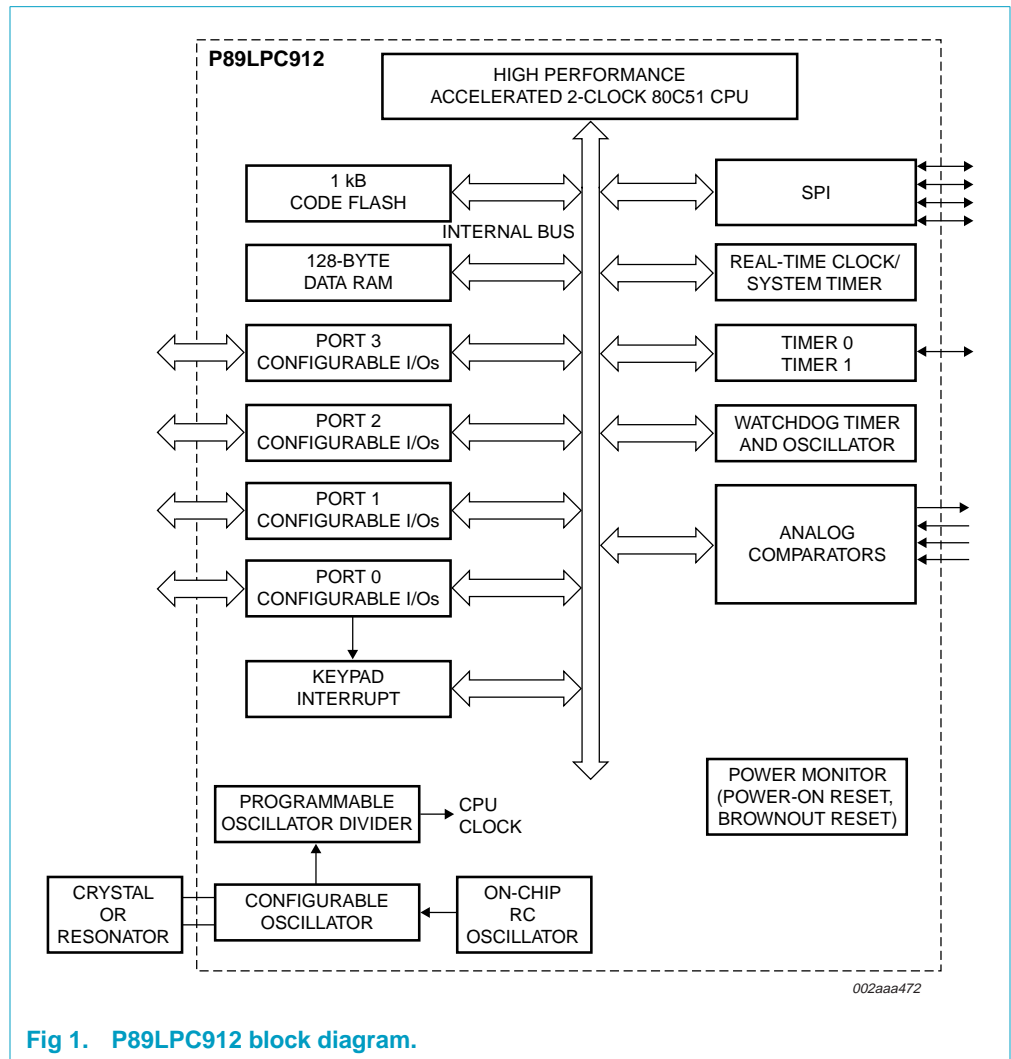 P89LPC912
HIGH PERFORMANCE
ACCELERATED 2-CLOCK 80C51 CPU
1 kB
CODE FLASH
SPI
INTERNAL BUS
128-BYTE
DATA RAM
REAL-TIME CLOCK/
SYSTEM TIMER
PORT 3
CONFIGURABLE I/Os
TIMER 0
TIMER 1
PORT 2
CONFIGURABLE I/Os
WATCHDOG TIMER
AND OSCILLATOR
PORT 1
CONFIGURABLE I/Os
ANALOG
COMPARATORS
PORT 0
CONFIGURABLE I/Os
KEYPAD
INTERRUPT
POWER MONITOR
(POWER-ON RESET,
BROWNOUT RESET)
PROGRAMMABLE
OSCILLATOR DIVIDER
CPU
CLOCK
CRYSTAL
OR
RESONATOR
CONFIGURABLE
OSCILLATOR
ON-CHIP
RC
OSCILLATOR
002aaa472
Fig 1. P89LPC912 block diagram.